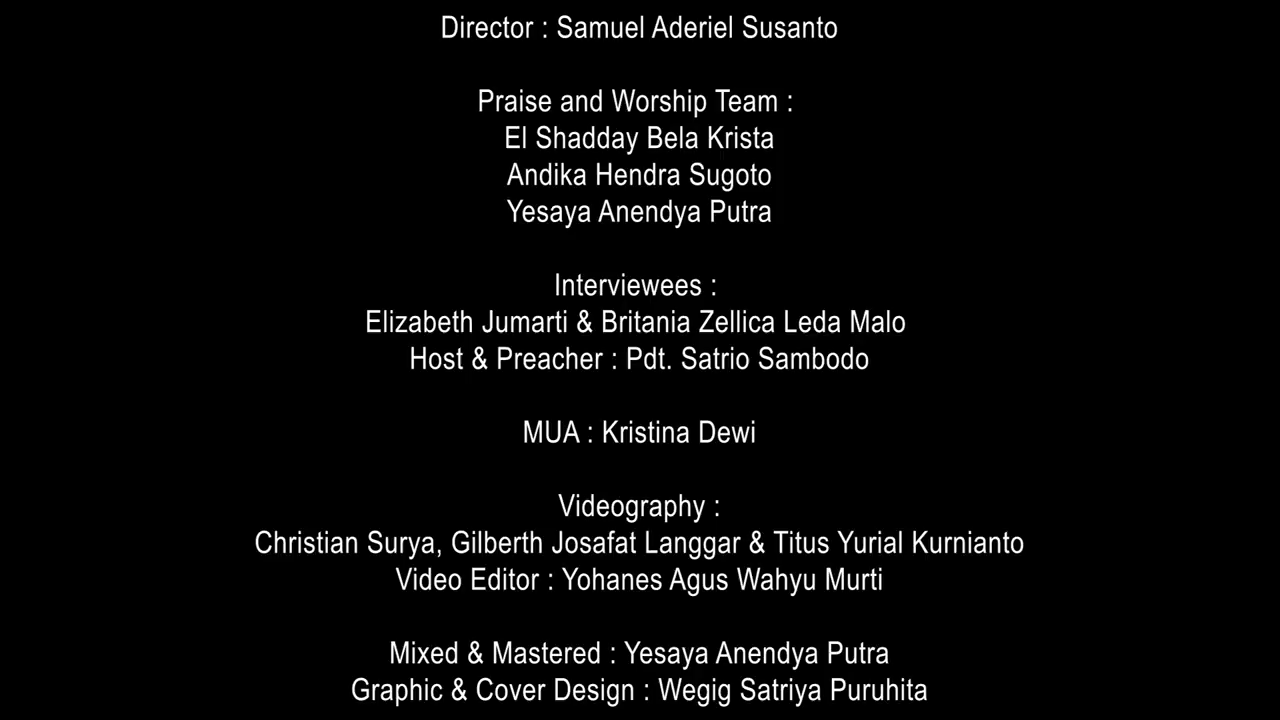 Director : Samuel Aderiel Susanto
Praise and Worship Team :
El Shadday Bela Krista
Andika Hendra Sugoto
Yesaya Anendya Putra
Interviewees :
Elizabeth Jumarti & Britania Zellica Leda Malo
Host & Preacher : Pdt. Satrio Sambodo
MUA : Kristina Dewi
Videography :
Christian Surya, Gilberth Josafat Langgar & Titus Yurial Kurnianto
Video Editor : Yohanes Agus Wahyu Murti
Mixed & Mastered : Yesaya Anendya Putra
Graphic & Cover Design : Wegig Satriya Puruhita